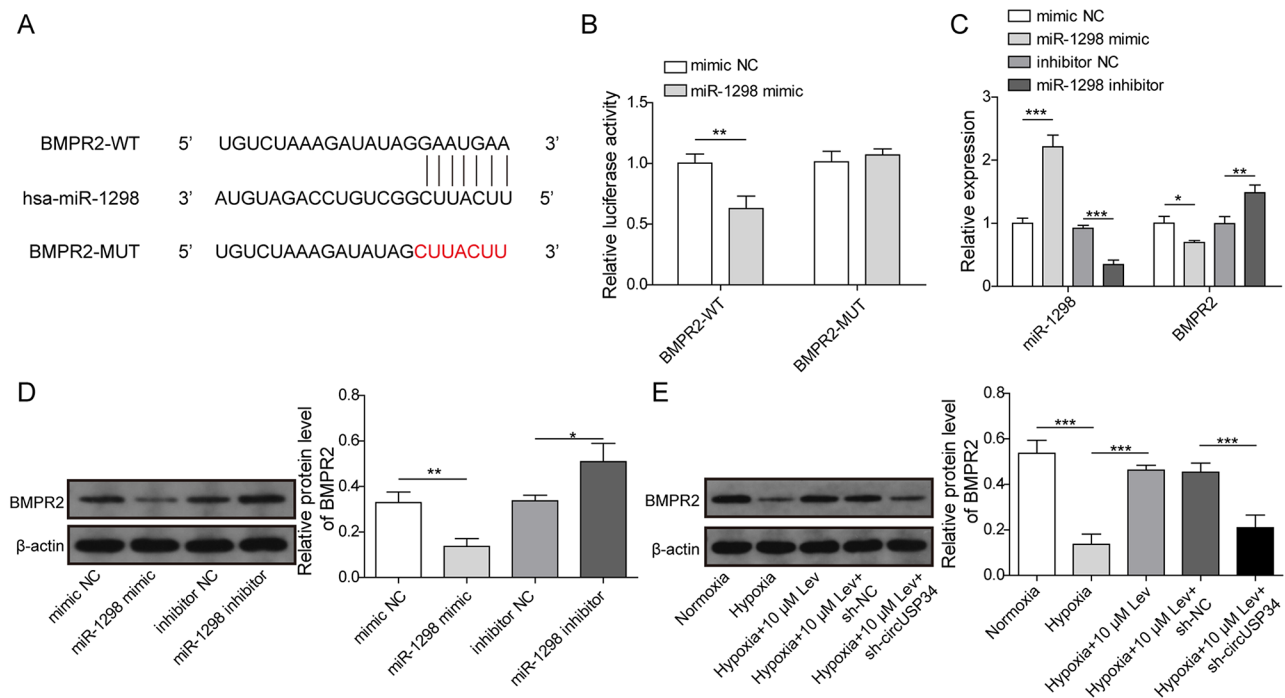 A
BMPR2-WT 5’ UGUCUAAAGAUAUAGGAAUGAA 3’
hsa-miR-1298 3’ AUGUAGACCUGUCGGCUUACUU 5’
BMPR2-MUT 5’ UGUCUAAAGAUAUAGCUUACUU 3’
B
mimic NC
miR-1298 mimic
Relative luciferase activity
1.5
1.0
0.5
0.0
**
BMPR2-WT
BMPR2-MUT
C
mimic NC
miR-1298 mimic
inhibitor NC
miR-1298 inhibitor
Relative expression
3
2
1
0
***
***
*
**
miR-1298
BMPR2
D
BMPR2
β-actin
mimic NC
miR-1298 mimic
inhibitor NC
miR-1298 inhibitor
Relative protein level
of BMPR2
0.8
0.6
0.4
0.2
0.0
**
*
mimic NC
miR-1298 mimic
inhibitor NC
miR-1298 inhibitor
E
BMPR2
β-actin
Normoxia
Hypoxia
Hypoxia+10 μM Lev
Hypoxia+10 μM Lev+
sh-NC
Hypoxia+10 μM Lev+
sh-circUSP34
Relative protein level
of BMPR2
0.8
0.6
0.4
0.2
0.0
***
***
***
Normoxia
Hypoxia
Hypoxia+10 μM Lev
Hypoxia+10 μM Lev+
sh-NC
Hypoxia+10 μM Lev+
sh-circUSP34